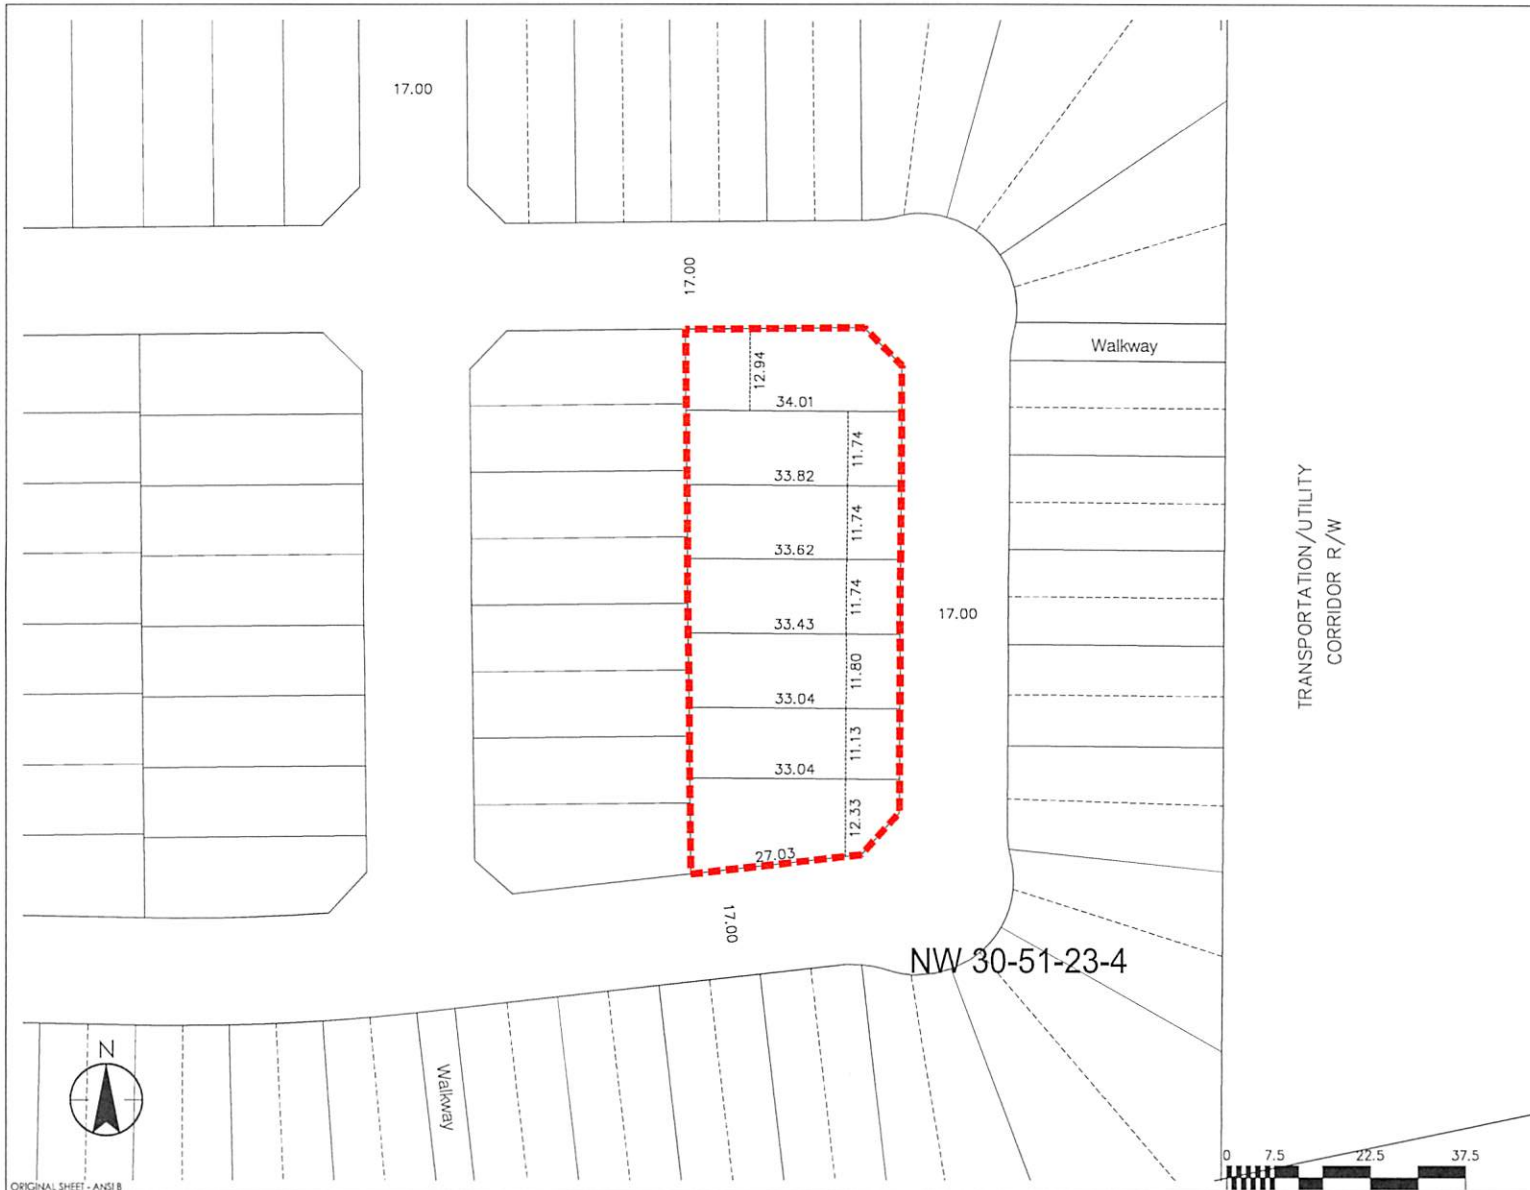 17.00
17.00
Walkway
12.94
34.01
11.74
33.82
11.74
33.62
11.74
33.43
11.80
33.04
11.13
33.04
12.33
27.03
17.00
17.00
TRANSPORTATION/UTILITY
CORRIDOR R/W
NW 30-51-23-4
N
Walkway
0 7.5 22.5 37.5
ORIGINAL SHEET - ANSI B